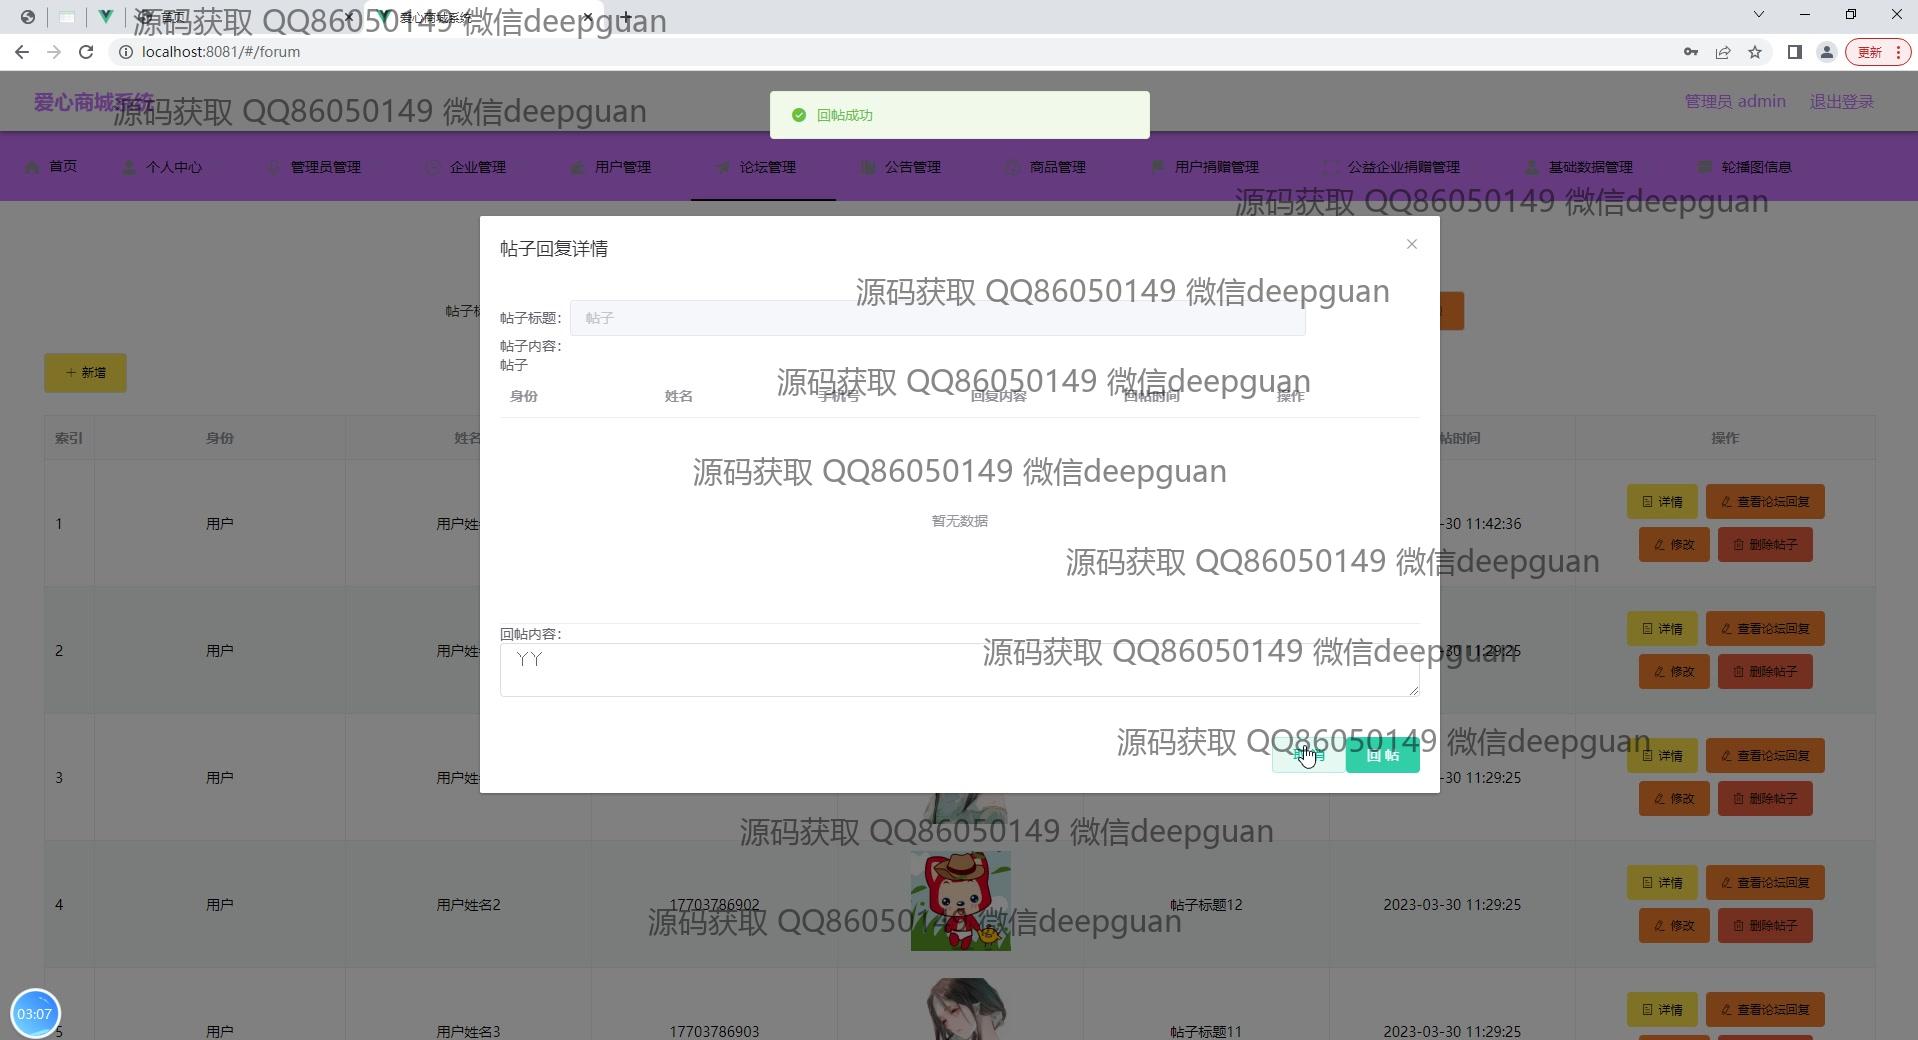 首页
爱心商城系统
源码获取 QQ86050149 微信deepguan
localhost:8081/#/forum
更新
爱心商城系统
源码获取 QQ86050149 微信deepguan
回帖成功
管理员 admin
退出登录
首页
个人中心
管理员管理
企业管理
用户管理
论坛管理
公告管理
商品管理
用户捐赠管理
公益企业捐赠管理
基础数据管理
轮播图信息
源码获取 QQ86050149 微信deepguan
帖子回复详情
源码获取 QQ86050149 微信deepguan
帖子标题： 帖子
帖子内容：
帖子
源码获取 QQ86050149 微信deepguan
身份 姓名 手机号 回复内容 回帖时间 操作
源码获取 QQ86050149 微信deepguan
暂无数据
源码获取 QQ86050149 微信deepguan
回帖内容：
丫丫
源码获取 QQ86050149 微信deepguan
源码获取 QQ86050149 微信deepguan
取消 回 帖
新增
索引 身份 姓名 帖时间 操作
1 用户 用户姓 -30 11:42:36 详情 查看论坛回复
修改 删除帖子
2 用户 用户姓 -30 11:29:25 详情 查看论坛回复
修改 删除帖子
3 用户 用户姓 -30 11:29:25 详情 查看论坛回复
修改 删除帖子
源码获取 QQ86050149 微信deepguan
4 用户 用户姓名2 17703786902 帖子标题12 2023-03-30 11:29:25 详情 查看论坛回复
修改 删除帖子
源码获取 QQ86050149 微信deepguan
5 用户 用户姓名3 17703786903 帖子标题11 2023-03-30 11:29:25 详情 查看论坛回复
03:07